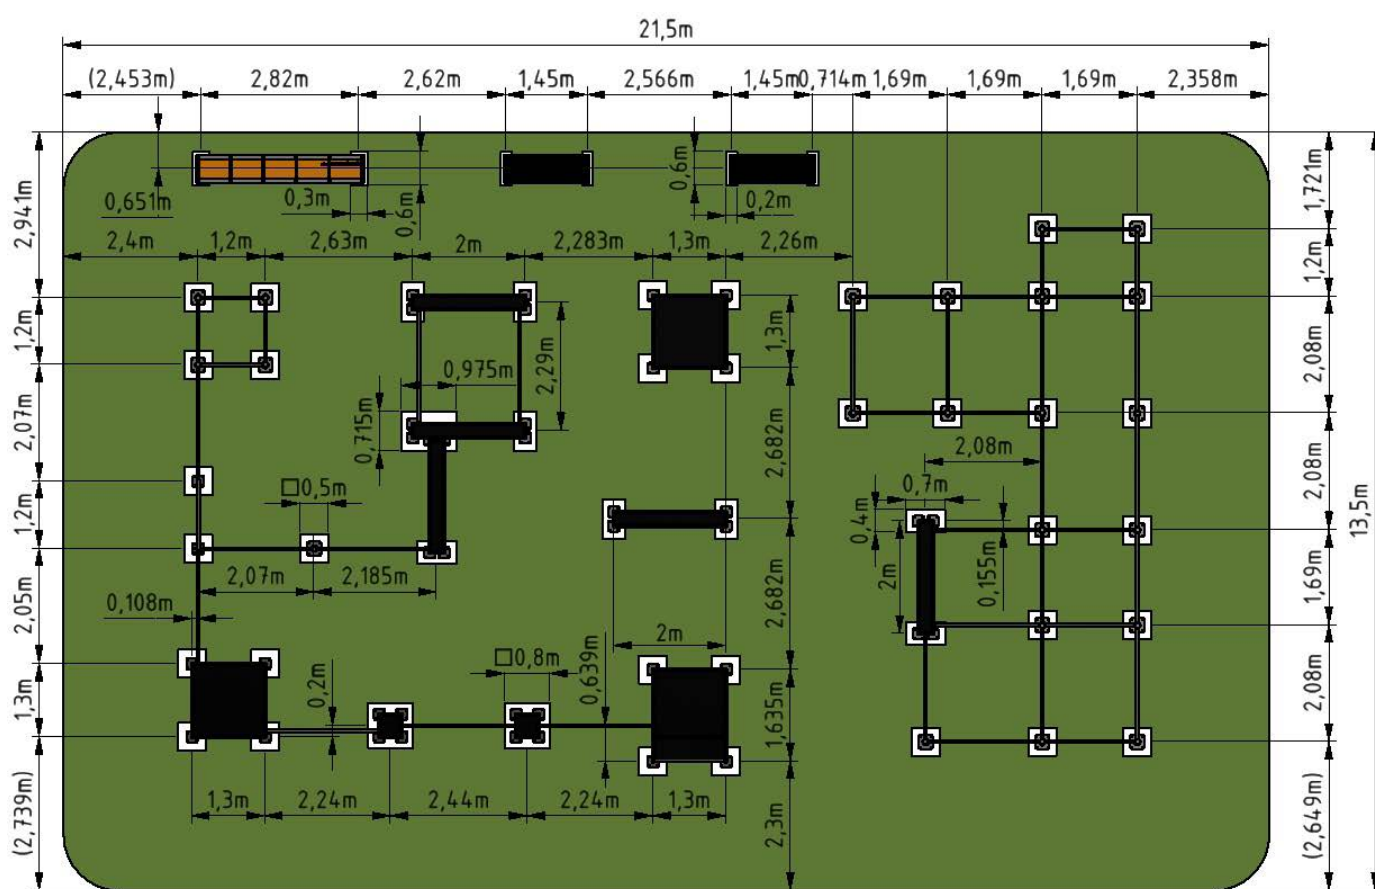 21,5m
(2,453m) 2,82m 2,62m 1,45m 2,566m 1,45m 0,714m 1,69m 1,69m 1,69m 2,358m
2,941m
0,651m
0,3m
0,6m
0,6m
0,2m
1,721m
2,4m 1,2m 2,63m 2m 2,283m 1,3m 2,26m
1,2m
1,2m
2,29m
1,3m
2,08m
0,975m
0,715m
2,07m
2,682m
2,08m
2,08m
□0,5m
0,7m
0,4m
1,2m
13,5m
2,07m 2,185m
2m
0,155m
1,69m
0,108m
2,05m
2,682m
2m
□0,8m
0,639m
0,2m
1,3m
1,635m
2,08m
1,3m 2,24m 2,44m 2,24m 1,3m
(2,739m)
2,3m
(2,649m)